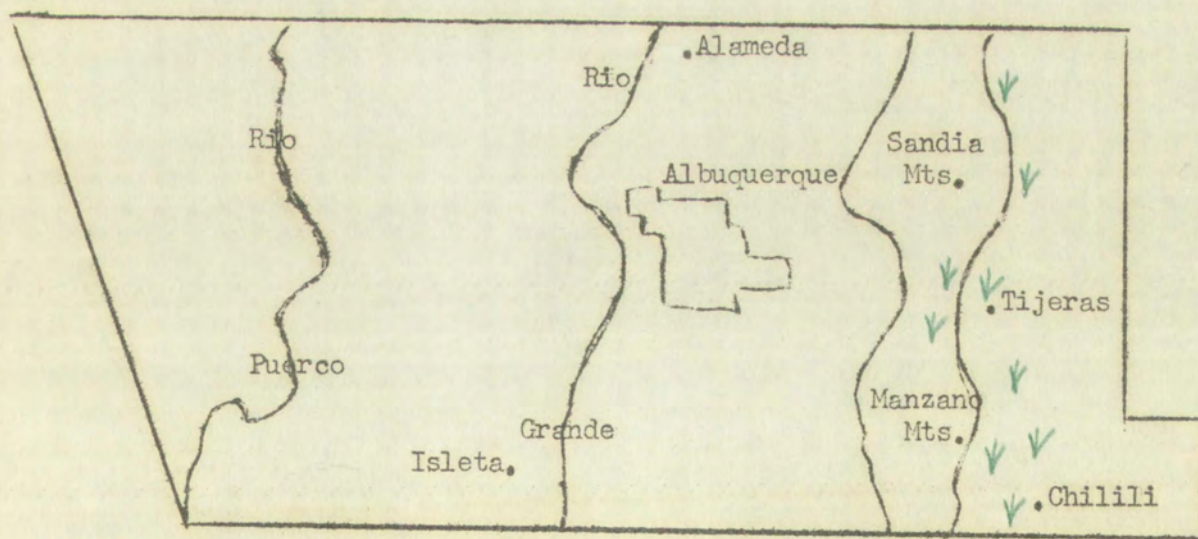 Alameda
Rio
Rio
Sandia
Mts.
Albuquerque
Tijeras
Puerco
Manzano
Mts.
Grande
Isleta
Chilili